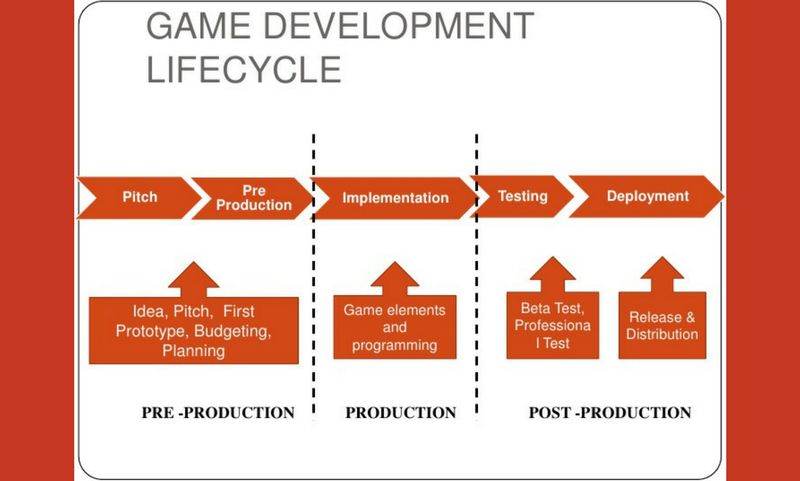 GAME DEVELOPMENT
LIFECYCLE
Pitch
Pre
Production
Implementation
Testing
Deployment
Idea, Pitch, First
Prototype, Budgeting,
Planning
Game elements
and
programming
Beta Test,
Professiona
l Test
Release &
Distribution
PRE -PRODUCTION
PRODUCTION
POST -PRODUCTION